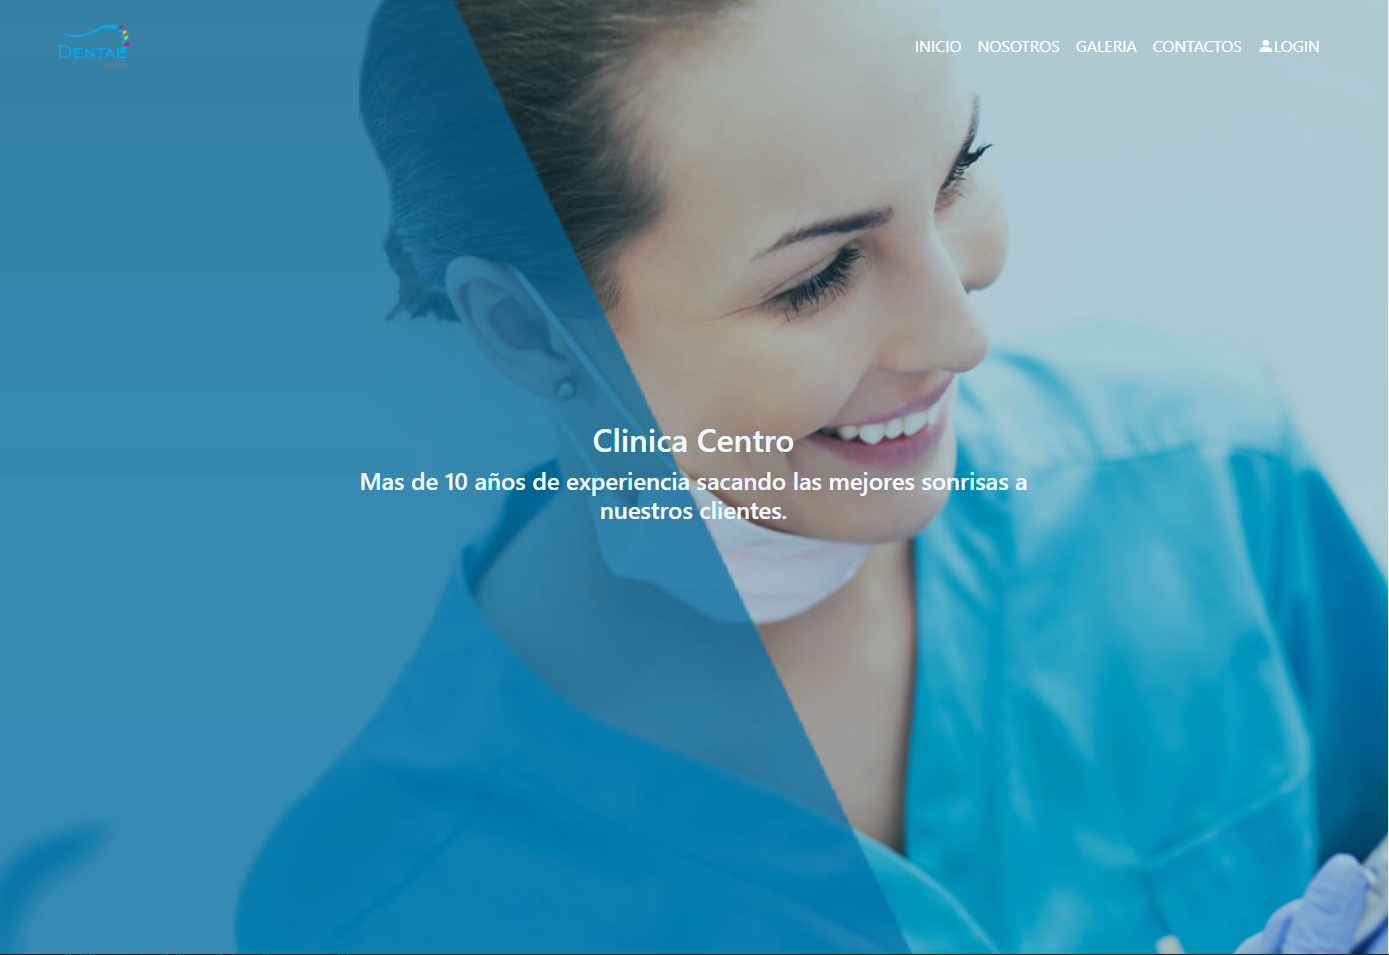 DENTAL
INICIO NOSOTROS GALERIA CONTACTOS LOGIN
Clinica Centro
Mas de 10 años de experiencia sacando las mejores sonrisas a
nuestros clientes.